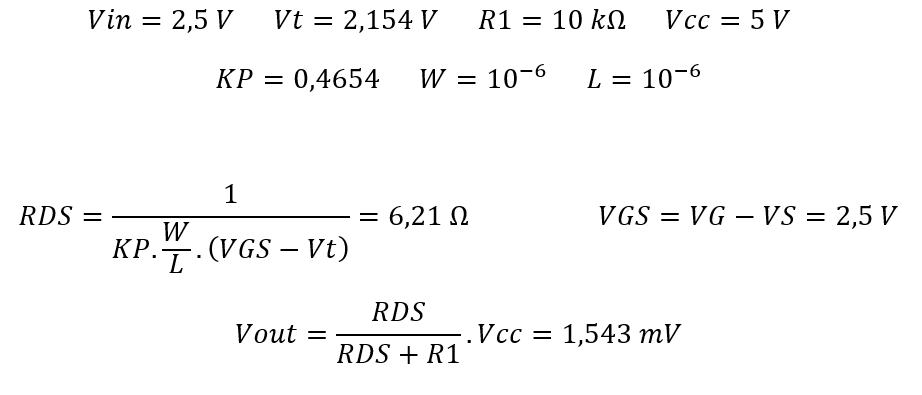 Vin = 2,5 V Vt = 2,154 V R1 = 10 kΩ Vcc = 5 V
KP = 0,4654 W = 10⁻⁶ L = 10⁻⁶
RDS = 1 / (KP. W/L . (VGS − Vt)) = 6,21 Ω VGS = VG − VS = 2,5 V
Vout = RDS / (RDS + R1) . Vcc = 1,543 mV